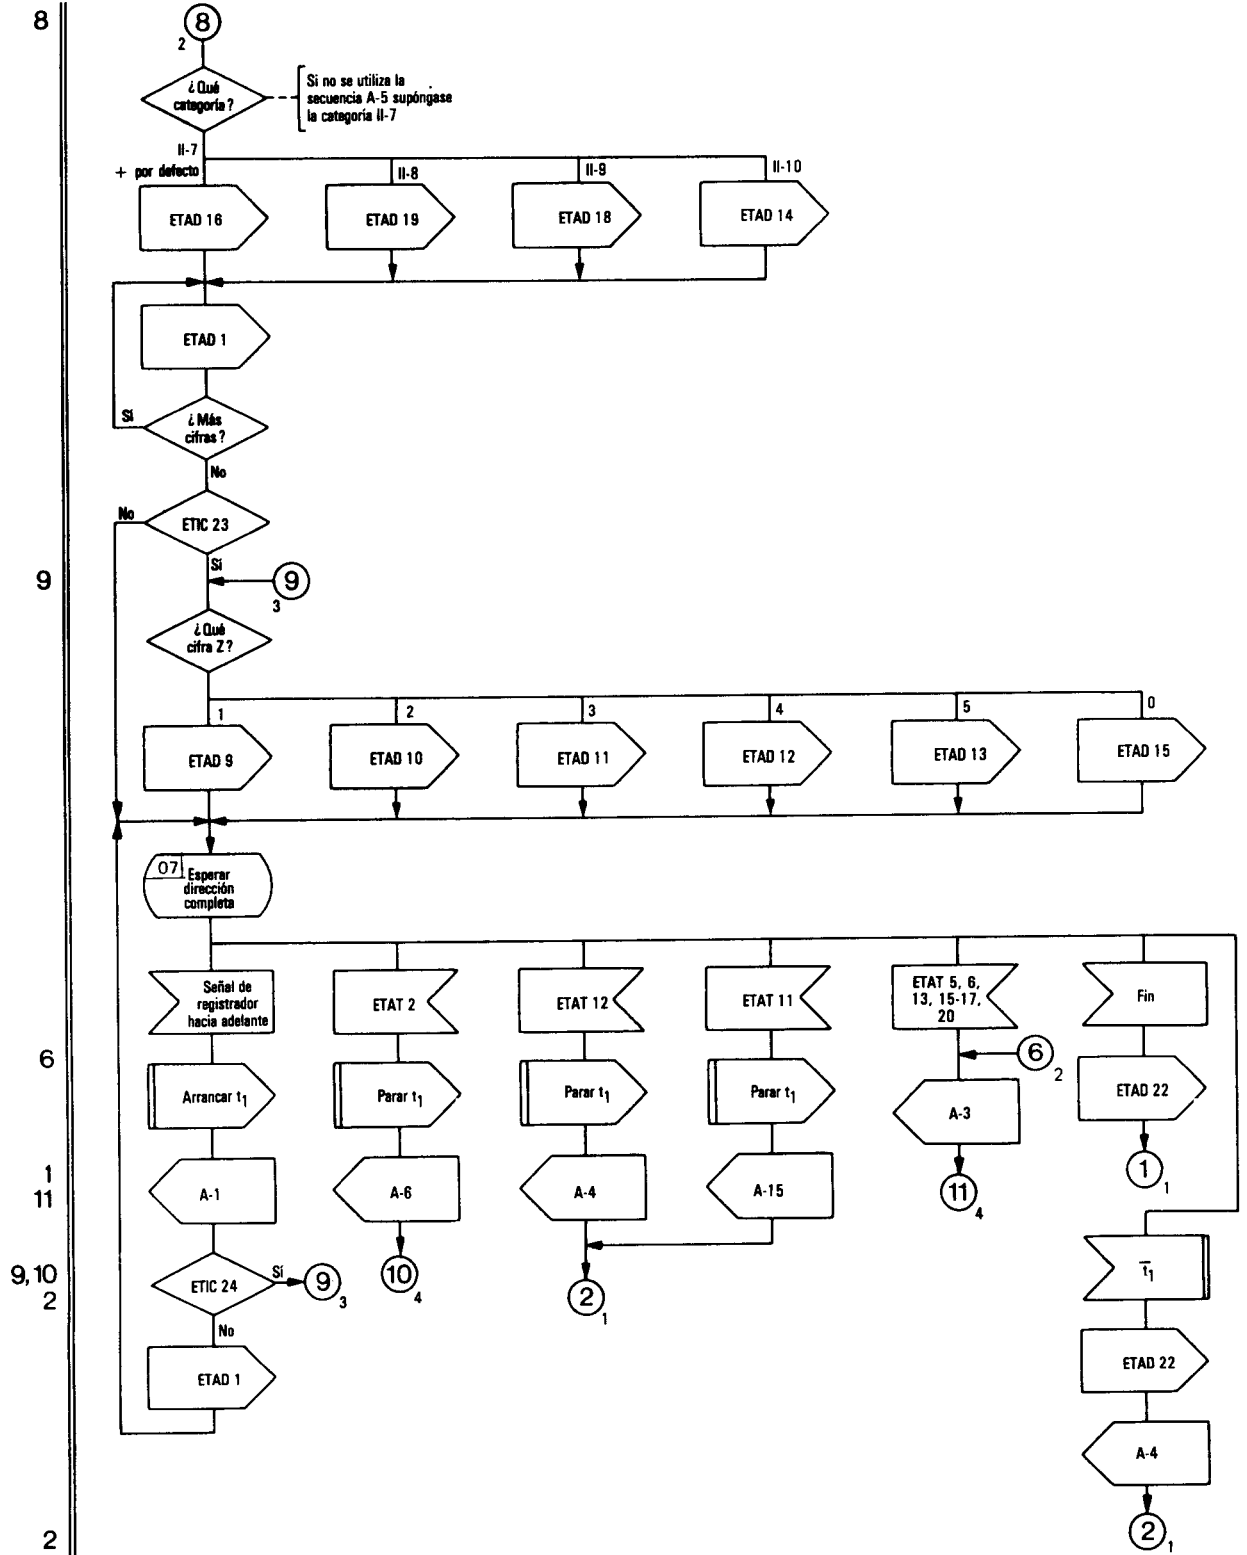 8
8
2
¿Qué
categoría?
Si no se utiliza la
secuencia A-5 supóngase
la categoría II-7
II-7
+ por defecto
II-8
II-9
II-10
ETAD 16
ETAD 19
ETAD 18
ETAD 14
ETAD 1
Sí
¿Más
cifras?
No
No
ETIC 23
Sí
9
9
3
¿Qué
cifra Z?
1
2
3
4
5
0
ETAD 9
ETAD 10
ETAD 11
ETAD 12
ETAD 13
ETAD 15
07
Esperar
dirección
completa
Señal de
registrador
hacia adelante
ETAT 2
ETAT 12
ETAT 11
ETAT 5, 6,
13, 15-17,
20
Fin
6
6
2
Arrancar t1
Parar t1
Parar t1
Parar t1
A-3
ETAD 22
1
11
A-1
A-6
A-4
A-15
11
4
1
1
9,10
2
ETIC 24
Sí
9
3
10
4
2
1
t̅1
No
ETAD 1
ETAD 22
A-4
2
2
1